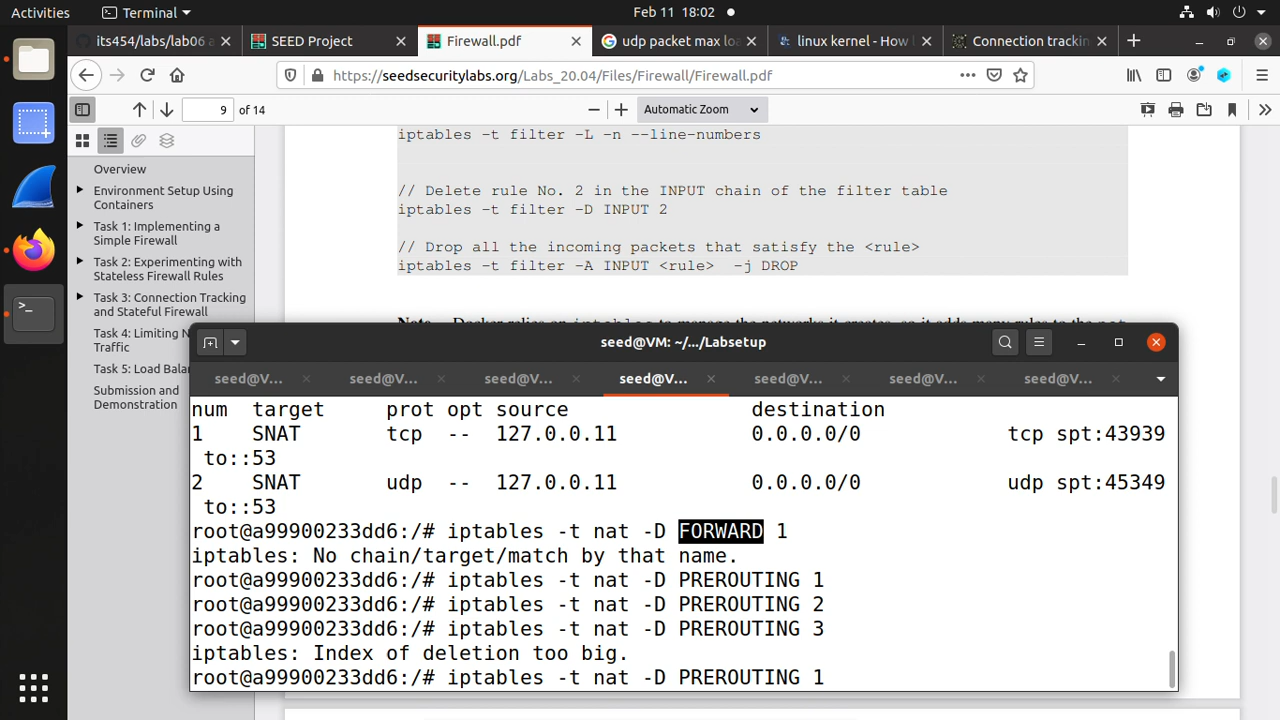 Activities
Terminal
Feb 11 18:02
its454/labs/lab06 a
SEED Project
Firewall.pdf
udp packet max lo
linux kernel - How
Connection trackin
https://seedsecuritylabs.org/Labs_20.04/Files/Firewall/Firewall.pdf
9
of 14
Automatic Zoom
Overview
Environment Setup Using
Containers
Task 1: Implementing a
Simple Firewall
Task 2: Experimenting with
Stateless Firewall Rules
Task 3: Connection Tracking
and Stateful Firewall
Task 4: Limiting N
Traffic
Task 5: Load Bala
Submission and
Demonstration
iptables -t filter -L -n --line-numbers
// Delete rule No. 2 in the INPUT chain of the filter table
iptables -t filter -D INPUT 2
// Drop all the incoming packets that satisfy the <rule>
iptables -t filter -A INPUT <rule> -j DROP
seed@VM: ~/.../Labsetup
seed@V...
seed@V...
seed@V...
seed@V...
seed@V...
seed@V...
seed@V...
num target prot opt source destination
1 SNAT tcp -- 127.0.0.11 0.0.0.0/0 tcp spt:43939
to::53
2 SNAT udp -- 127.0.0.11 0.0.0.0/0 udp spt:45349
to::53
root@a99900233dd6:/# iptables -t nat -D FORWARD 1
iptables: No chain/target/match by that name.
root@a99900233dd6:/# iptables -t nat -D PREROUTING 1
root@a99900233dd6:/# iptables -t nat -D PREROUTING 2
root@a99900233dd6:/# iptables -t nat -D PREROUTING 3
iptables: Index of deletion too big.
root@a99900233dd6:/# iptables -t nat -D PREROUTING 1